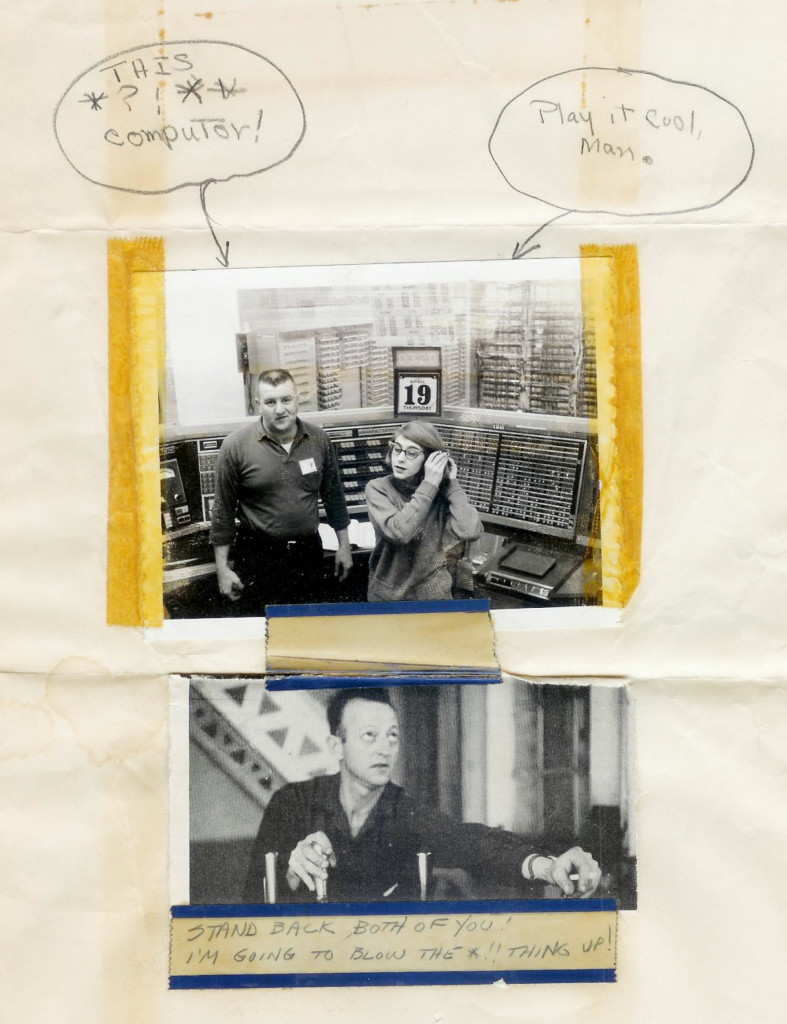 THIS
*?!**
computor!
Play it cool,
Man.
APRIL
19
THURSDAY
STAND BACK, BOTH OF YOU!
I'M GOING TO BLOW THE *!! THING UP!